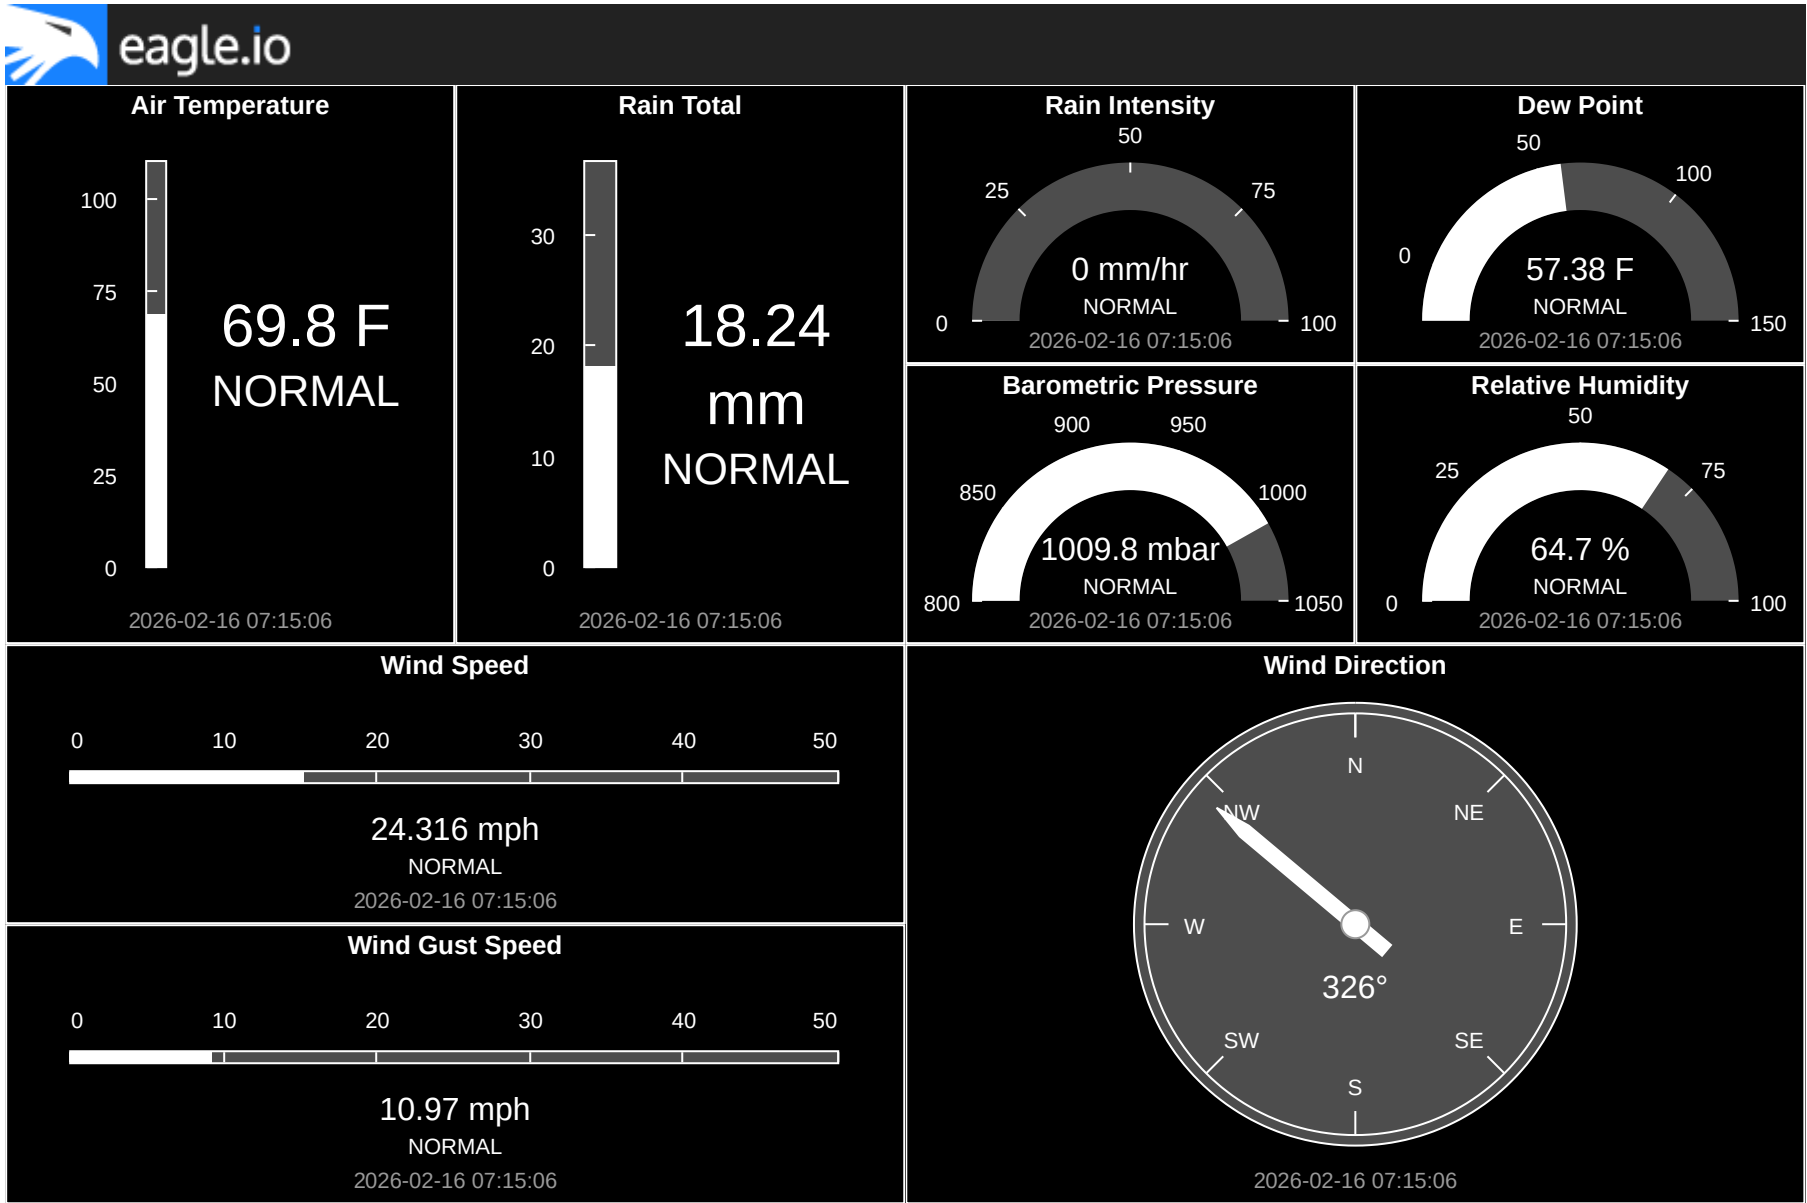 eagle.io
Air Temperature
100
75
50
25
0
69.8 F
NORMAL
2026-02-16 07:15:06
Rain Total
30
20
10
0
18.24
mm
NORMAL
2026-02-16 07:15:06
Rain Intensity
0
25
50
75
100
0 mm/hr
NORMAL
2026-02-16 07:15:06
Dew Point
0
50
100
150
57.38 F
NORMAL
2026-02-16 07:15:06
Barometric Pressure
800
850
900
950
1000
1050
1009.8 mbar
NORMAL
2026-02-16 07:15:06
Relative Humidity
0
25
50
75
100
64.7 %
NORMAL
2026-02-16 07:15:06
Wind Speed
0 10 20 30 40 50
24.316 mph
NORMAL
2026-02-16 07:15:06
Wind Gust Speed
0 10 20 30 40 50
10.97 mph
NORMAL
2026-02-16 07:15:06
Wind Direction
N
NW NE
W E
326°
SW SE
S
2026-02-16 07:15:06